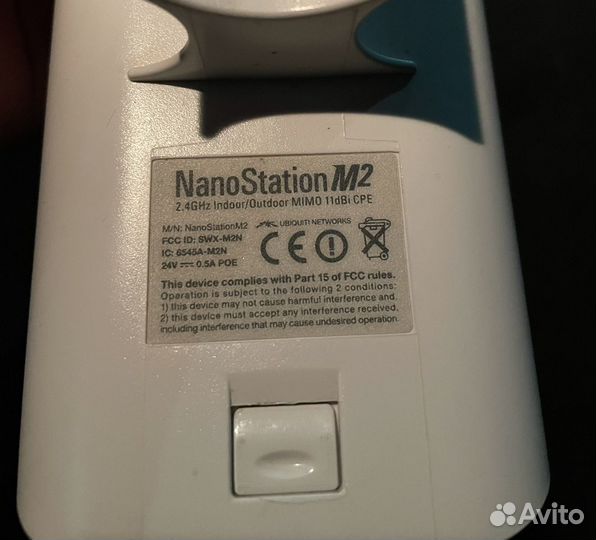 NanoStation M2
2.4GHz Indoor/Outdoor MIMO 11dBi CPE
M/N: NanoStationM2 UBIQUITI NETWORKS
FCC ID: SWX-M2N
IC: 6545A-M2N
24V 0.5A POE
CE
This device complies with Part 15 of FCC rules.
Operation is subject to the following 2 conditions:
1) this device may not cause harmful interference and,
2) this device must accept any interference received,
including interference that may cause undesired operation.
Avito